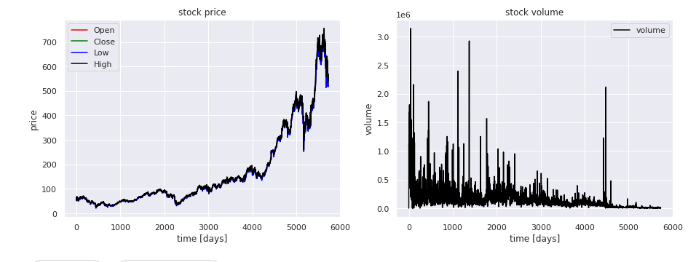 stock price
Open
Close
Low
High
700
600
500
400
300
200
100
0
price
0
1000
2000
3000
4000
5000
6000
time [days]
stock volume
1e6
volume
3.0
2.5
2.0
1.5
1.0
0.5
0.0
volume
0
1000
2000
3000
4000
5000
6000
time [days]